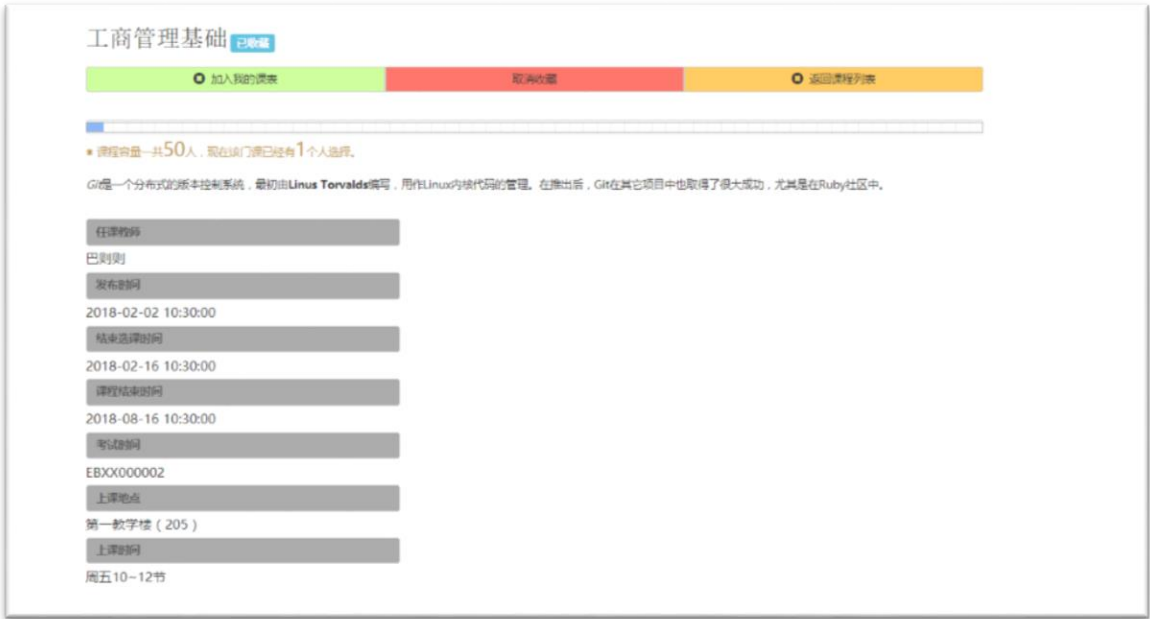 工商管理基础 已收藏
加入我的课表 取消收藏 返回课程列表
课程容量一共50人，现在该门课已经有1个人选择。
Git是一个分布式的版本控制系统，最初由Linus Torvalds编写，用作Linux内核代码的管理。在推出后，Git在其它项目中也取得了很大成功，尤其是在Ruby社区中。
任课教师
巴则则
发布时间
2018-02-02 10:30:00
结束选课时间
2018-02-16 10:30:00
课程结束时间
2018-08-16 10:30:00
考试时间
EBXX000002
上课地点
第一教学楼（205）
上课时间
周五10~12节